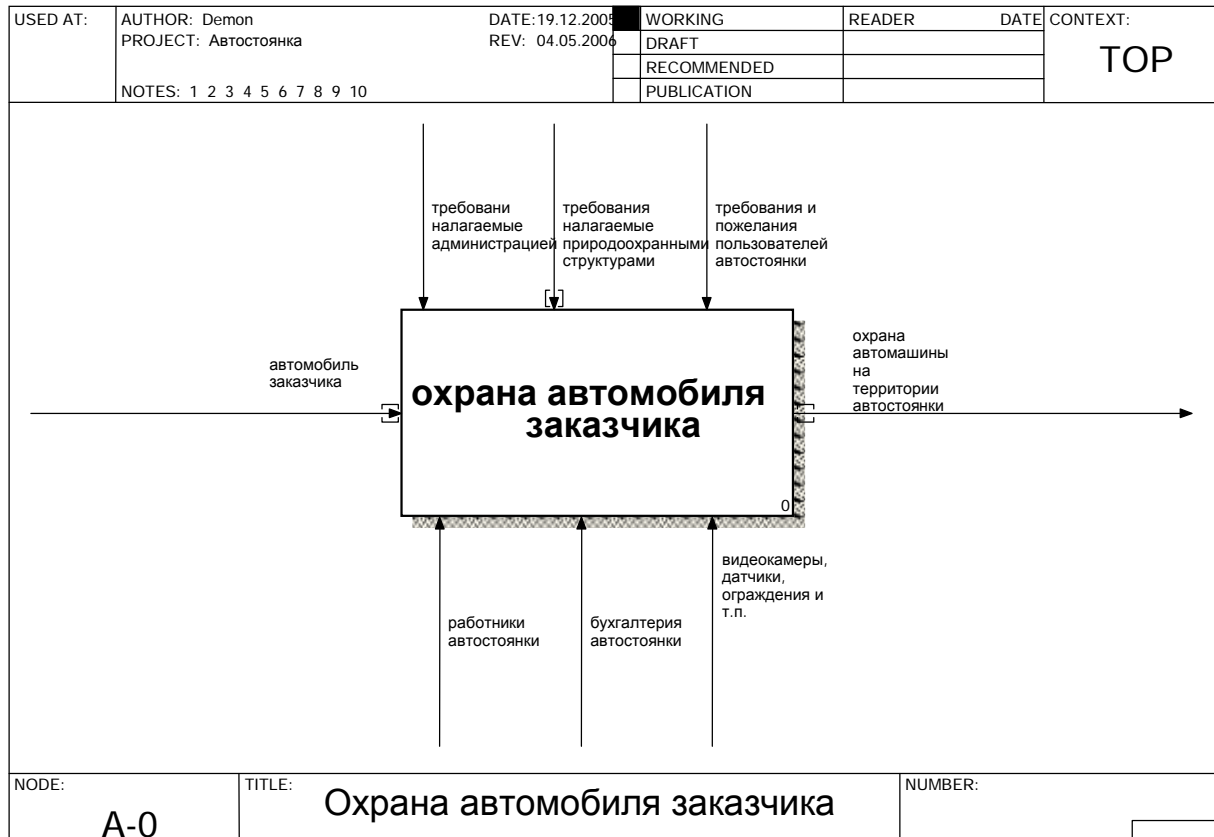 USED AT:
AUTHOR: Demon
DATE:19.12.2005
PROJECT: Автостоянка
REV: 04.05.2006
NOTES: 1 2 3 4 5 6 7 8 9 10
WORKING
DRAFT
RECOMMENDED
PUBLICATION
READER
DATE
CONTEXT:
TOP
требовани
налагаемые
администрацией
требования
налагаемые
природоохранными
структурами
требования и
пожелания
пользователей
автостоянки
автомобиль
заказчика
охрана автомобиля
заказчика
0
охрана
автомашины
на
территории
автостоянки
работники
автостоянки
бухгалтерия
автостоянки
видеокамеры,
датчики,
ограждения и
т.п.
NODE:
A-0
TITLE:
Охрана автомобиля заказчика
NUMBER: